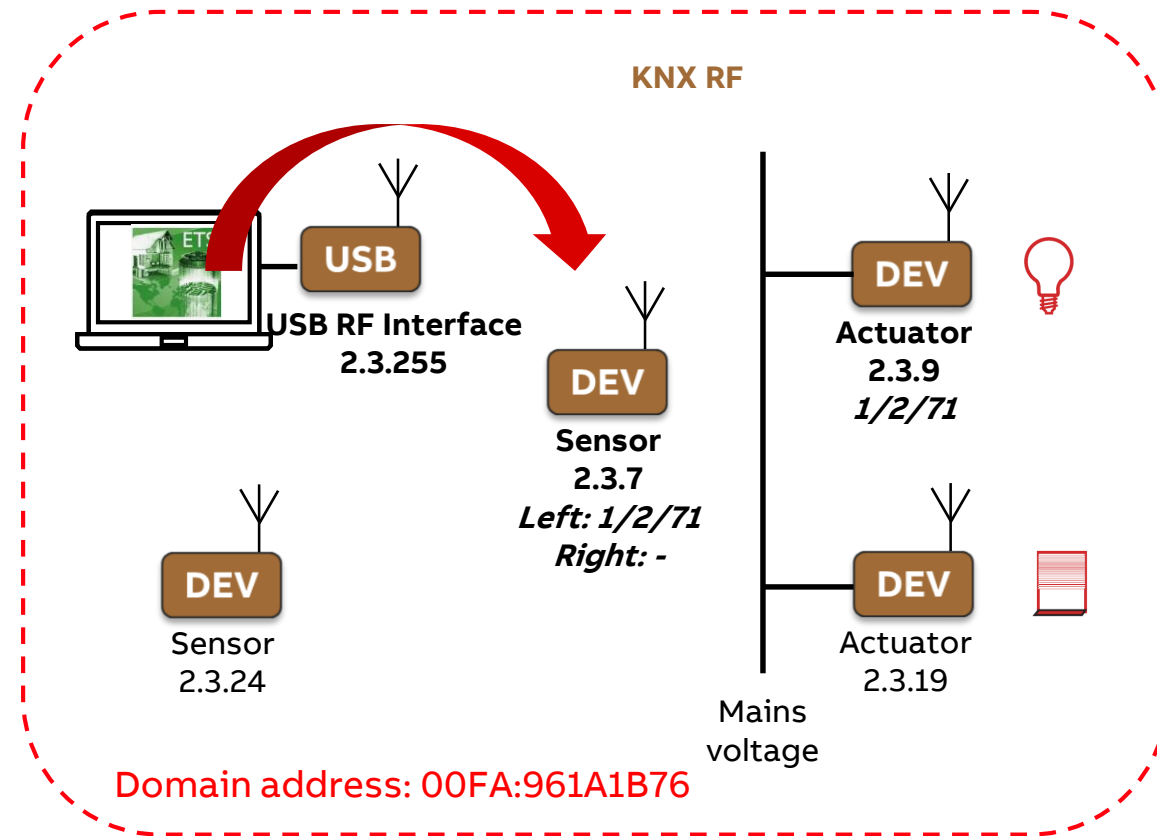 KNX RF
ETS
USB
USB RF Interface
2.3.255
DEV
Sensor
2.3.7
Left: 1/2/71
Right: -
DEV
Actuator
2.3.9
1/2/71
DEV
Sensor
2.3.24
DEV
Actuator
2.3.19
Mains
voltage
Domain address: 00FA:961A1B76